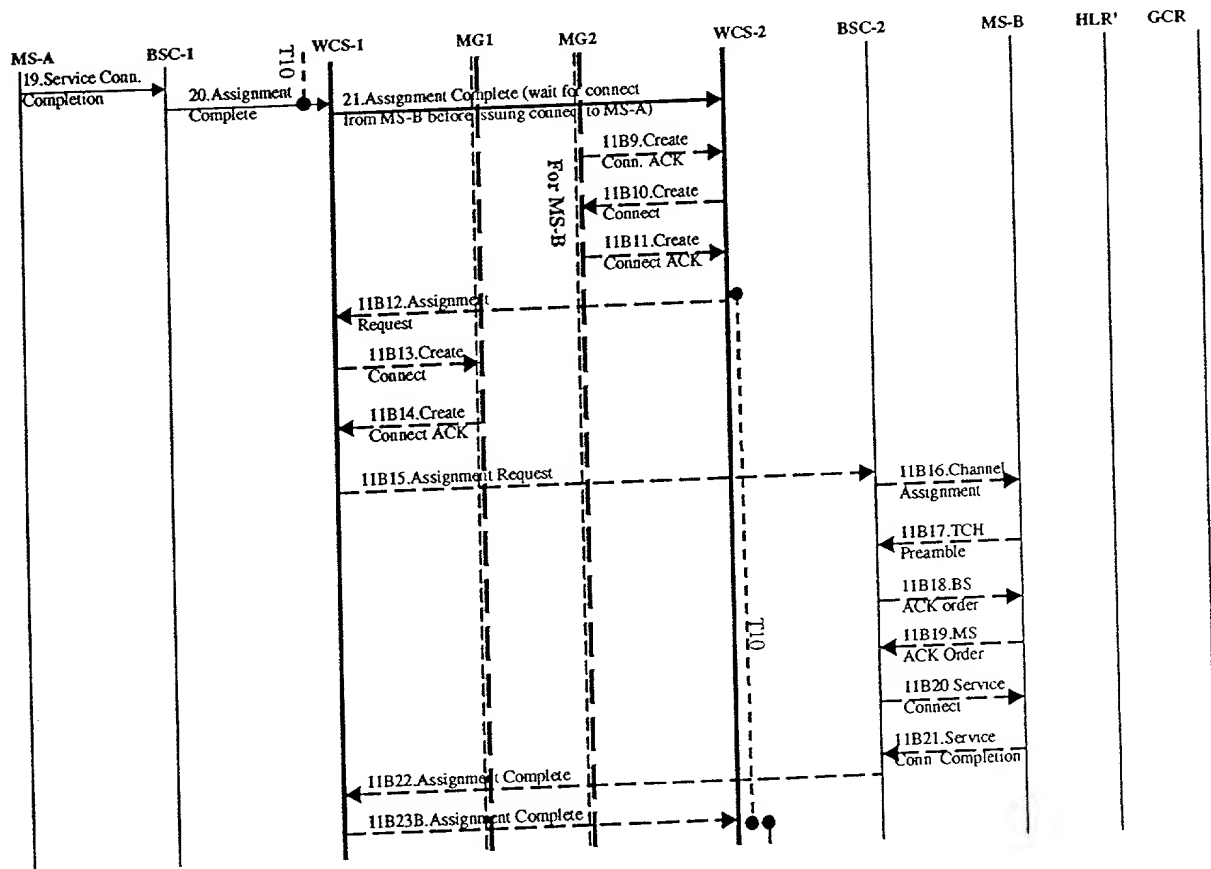 MS-A
BSC-1
T10
WCS-1
MG1
MG2
WCS-2
BSC-2
MS-B
HLR'
GCR
19.Service Conn.
Completion
20.Assignment
Complete
21.Assignment Complete (wait for connect
from MS-B before issuing connect to MS-A)
For MS-B
11B9.Create
Conn. ACK
11B10.Create
Connect
11B11.Create
Connect ACK
11B12.Assignment
Request
11B13.Create
Connect
11B14.Create
Connect ACK
11B15.Assignment Request
11B16.Channel
Assignment
11B17.TCH
Preamble
11B18.BS
ACK order
T10
11B19.MS
ACK Order
11B20 Service
Connect
11B21.Service
Conn Completion
11B22.Assignment Complete
11B23B.Assignment Complete